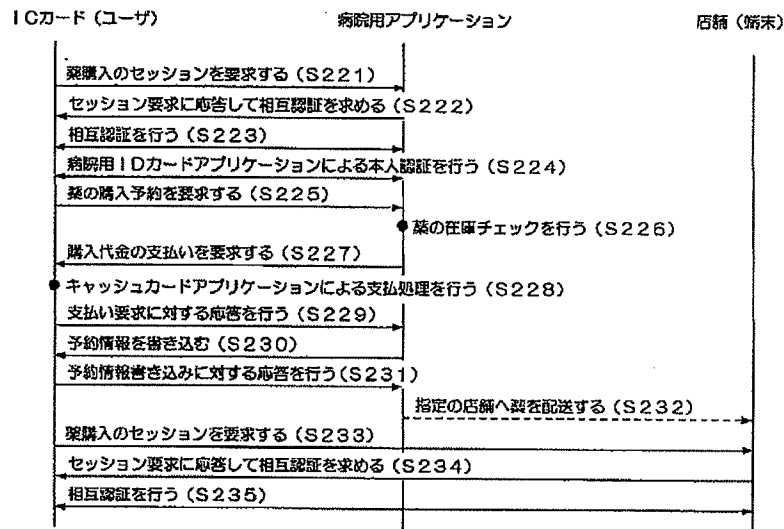 ICカード（ユーザ）
病院用アプリケーション
店舗（端末）
薬購入のセッションを要求する（S221）
セッション要求に応答して相互認証を求める（S222）
相互認証を行う（S223）
病院用IDカードアプリケーションによる本人認証を行う（S224）
薬の購入予約を要求する（S225）
薬の在庫チェックを行う（S226）
購入代金の支払いを要求する（S227）
キャッシュカードアプリケーションによる支払処理を行う（S228）
支払い要求に対する応答を行う（S229）
予約情報を書き込む（S230）
予約情報書き込みに対する応答を行う（S231）
指定の店舗へ薬を配送する（S232）
薬購入のセッションを要求する（S233）
セッション要求に応答して相互認証を求める（S234）
相互認証を行う（S235）